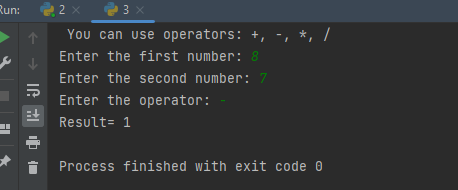 Run: 2 × 3 ×
You can use operators: +, -, *, /
Enter the first number: 8
Enter the second number: 7
Enter the operator: -
Result= 1
Process finished with exit code 0